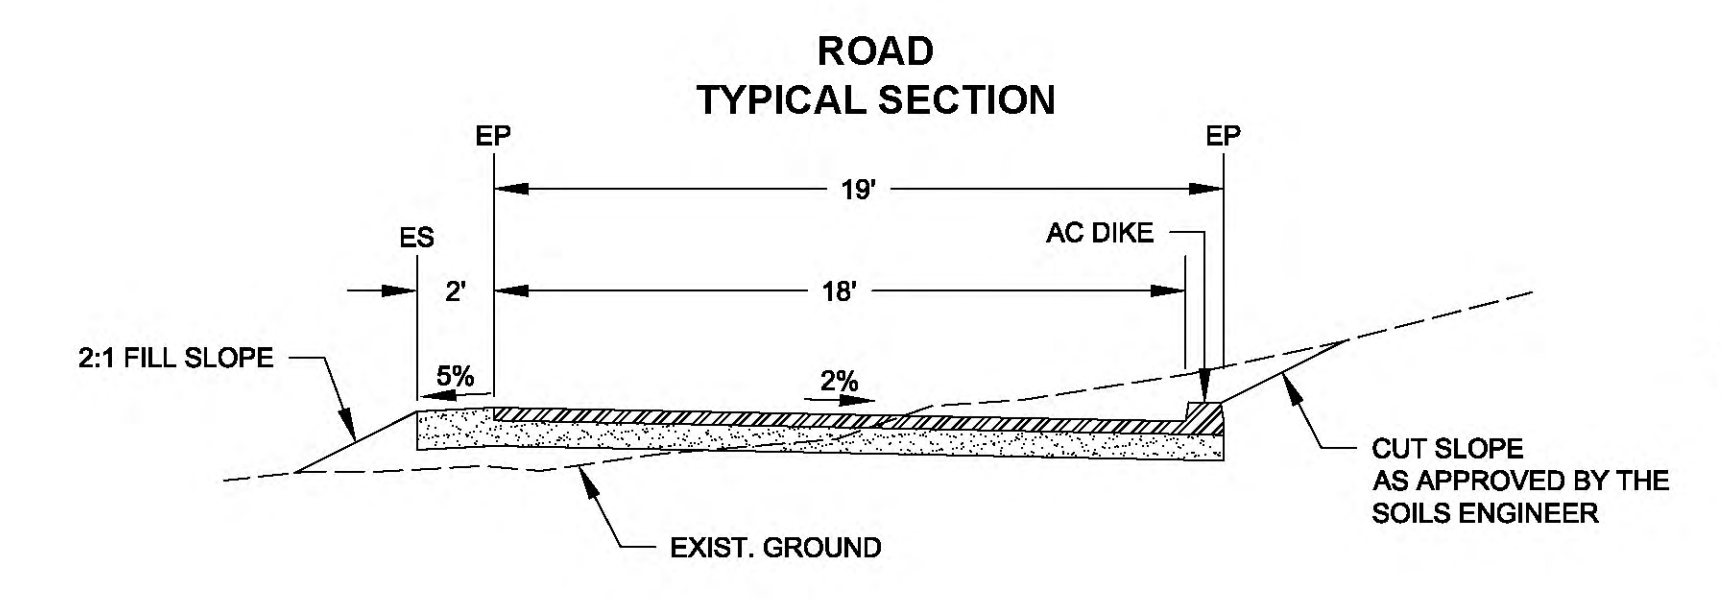 ROAD
TYPICAL SECTION
EP
EP
19'
ES
AC DIKE
2'
18'
2:1 FILL SLOPE
5%
2%
CUT SLOPE
AS APPROVED BY THE
SOILS ENGINEER
EXIST. GROUND